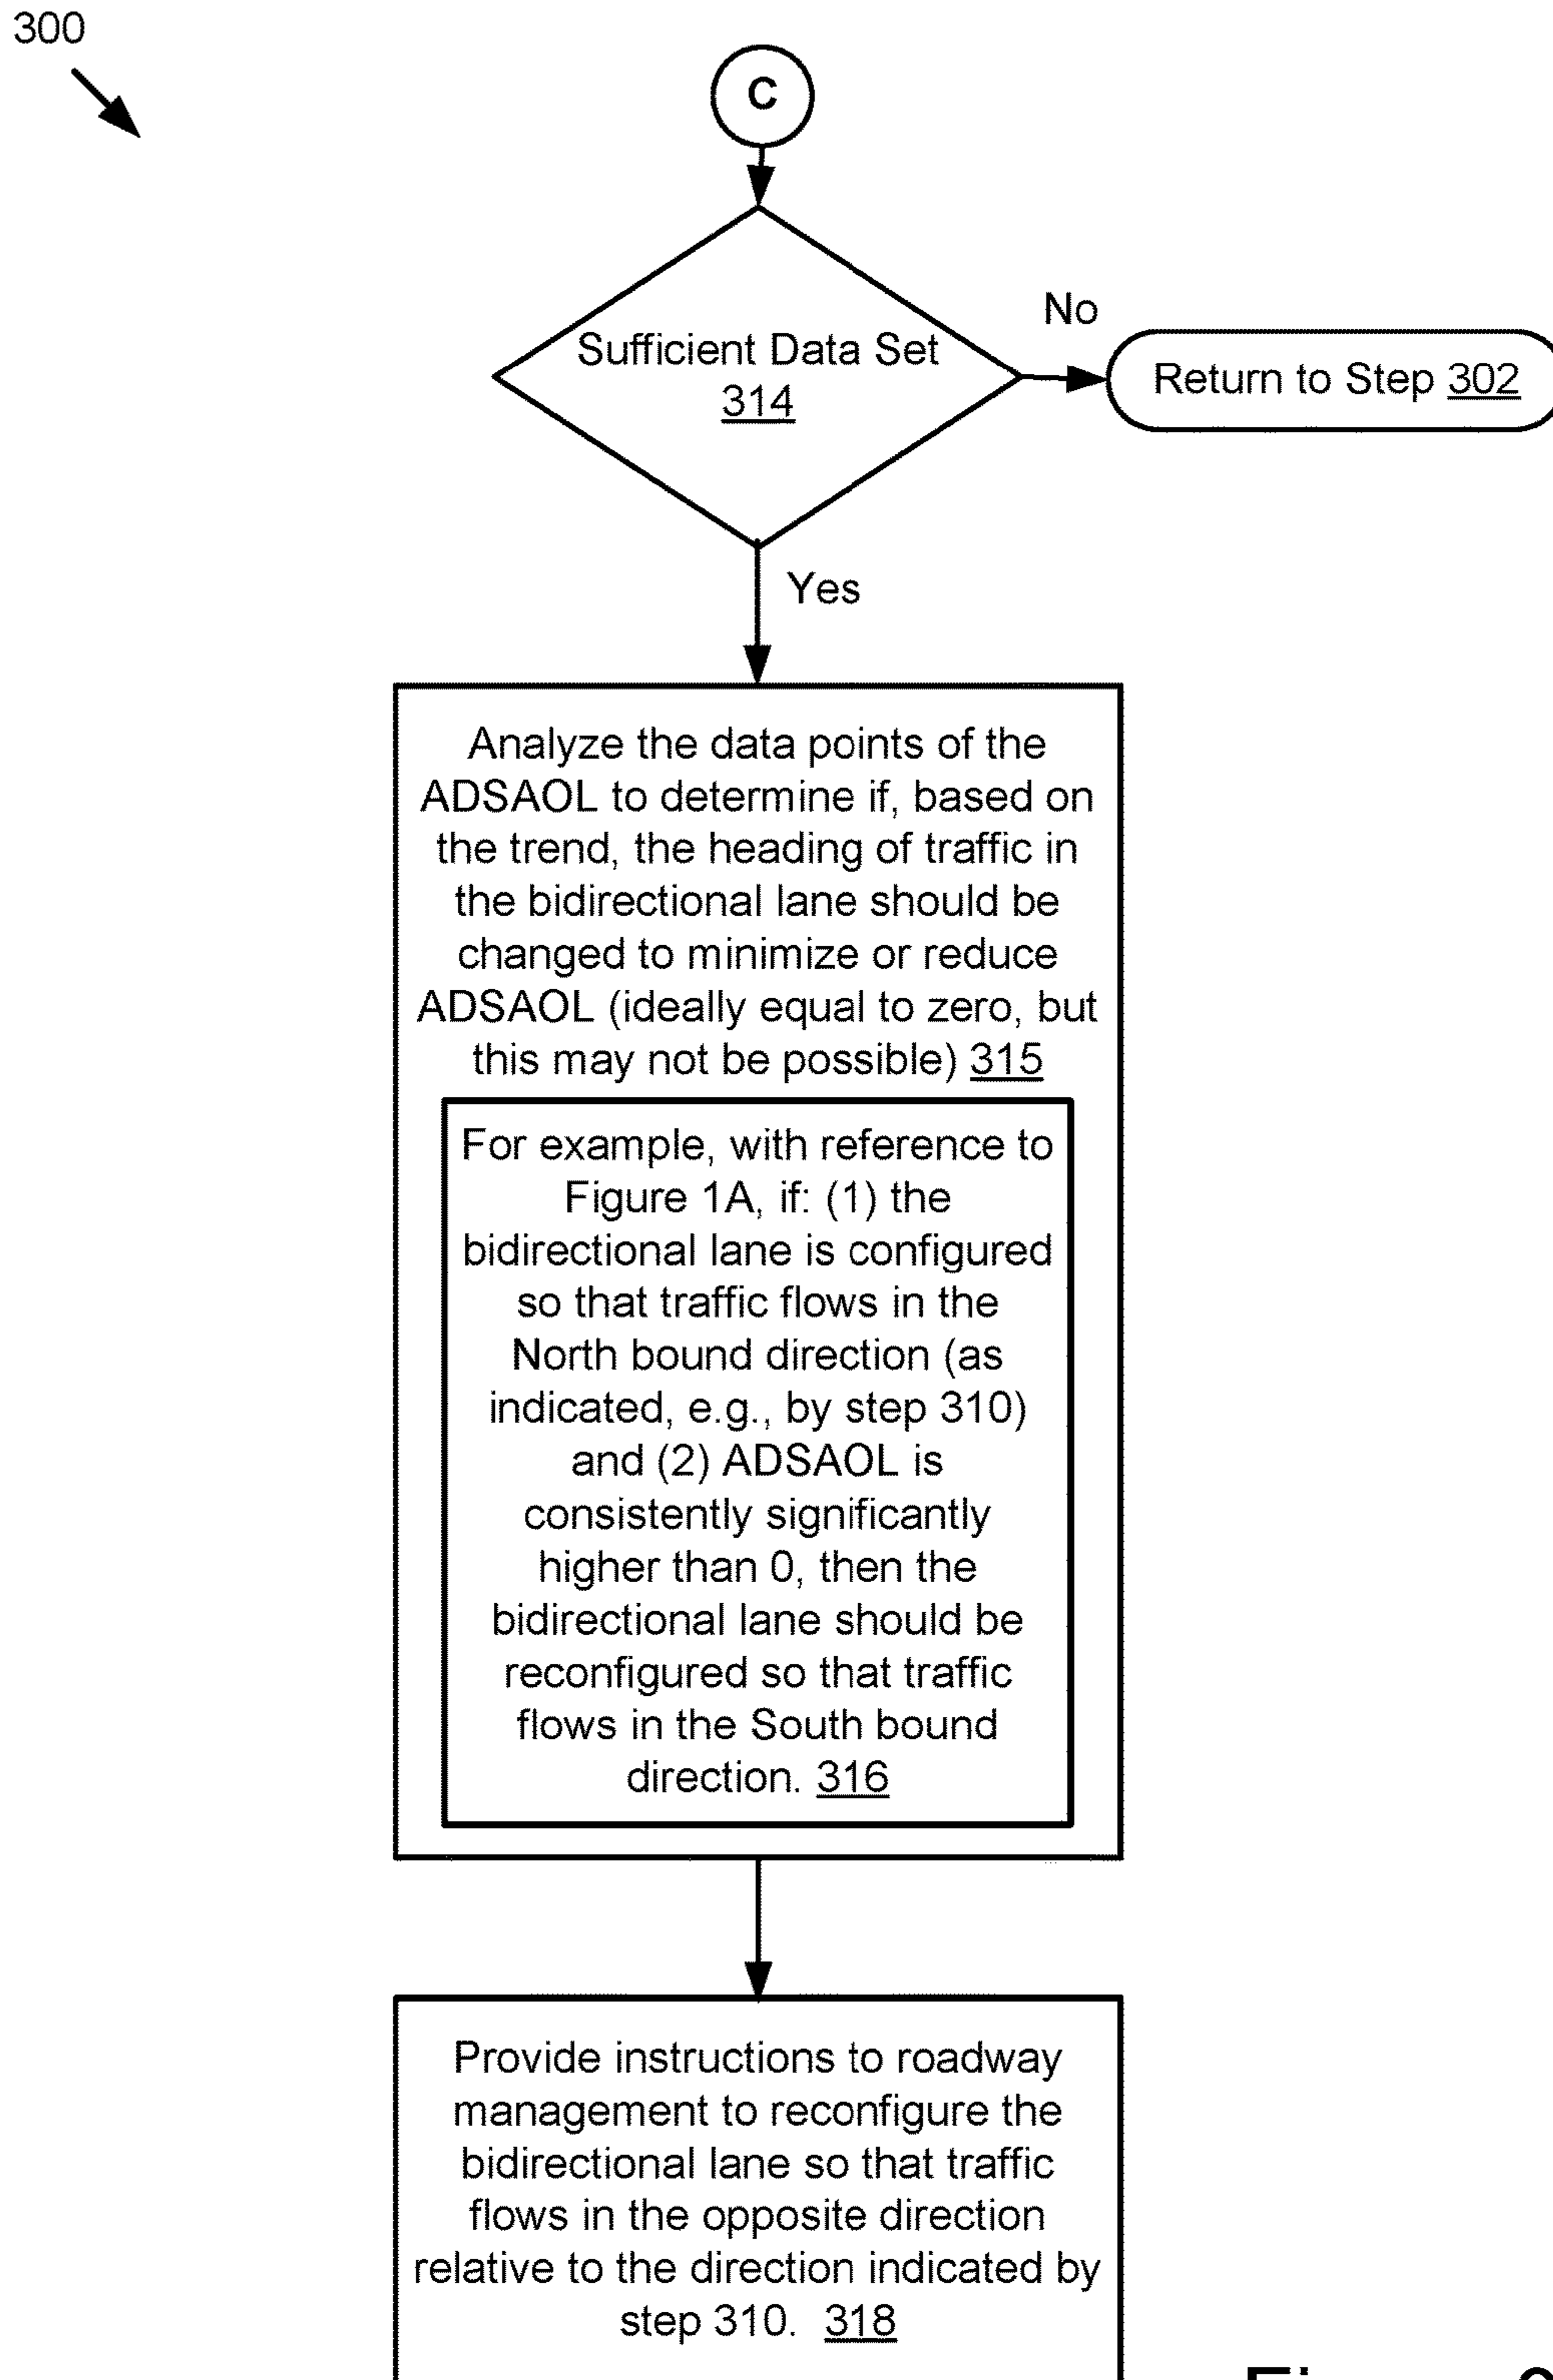 300
C
Sufficient Data Set
314
No
Return to Step 302
Yes
Analyze the data points of the
ADSAOL to determine if, based on
the trend, the heading of traffic in
the bidirectional lane should be
changed to minimize or reduce
ADSAOL (ideally equal to zero, but
this may not be possible) 315
For example, with reference to
Figure 1A, if: (1) the
bidirectional lane is configured
so that traffic flows in the
North bound direction (as
indicated, e.g., by step 310)
and (2) ADSAOL is
consistently significantly
higher than 0, then the
bidirectional lane should be
reconfigured so that traffic
flows in the South bound
direction. 316
Provide instructions to roadway
management to reconfigure the
bidirectional lane so that traffic
flows in the opposite direction
relative to the direction indicated by
step 310. 318